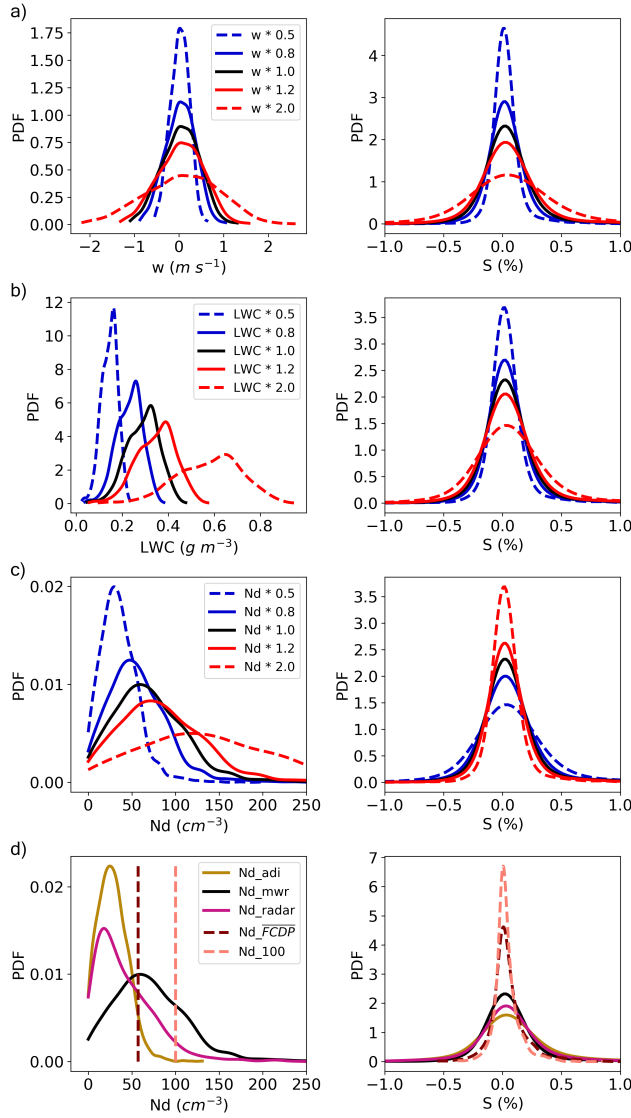 a)
PDF
1.75
1.50
1.25
1.00
0.75
0.50
0.25
0.00
w * 0.5
w * 0.8
w * 1.0
w * 1.2
w * 2.0
−2 −1 0 1 2
w (m s⁻¹)
PDF
4
3
2
1
0
−1.0 −0.5 0.0 0.5 1.0
S (%)
b)
PDF
12
10
8
6
4
2
0
LWC * 0.5
LWC * 0.8
LWC * 1.0
LWC * 1.2
LWC * 2.0
0.0 0.2 0.4 0.6 0.8
LWC (g m⁻³)
PDF
3.5
3.0
2.5
2.0
1.5
1.0
0.5
0.0
−1.0 −0.5 0.0 0.5 1.0
S (%)
c)
PDF
0.02
0.01
0.00
Nd * 0.5
Nd * 0.8
Nd * 1.0
Nd * 1.2
Nd * 2.0
0 50 100 150 200 250
Nd (cm⁻³)
PDF
3.5
3.0
2.5
2.0
1.5
1.0
0.5
0.0
−1.0 −0.5 0.0 0.5 1.0
S (%)
d)
PDF
0.02
0.01
0.00
Nd_adi
Nd_mwr
Nd_radar
Nd_F̅C̅D̅P̅
Nd_100
0 50 100 150 200 250
Nd (cm⁻³)
PDF
7
6
5
4
3
2
1
0
−1.0 −0.5 0.0 0.5 1.0
S (%)